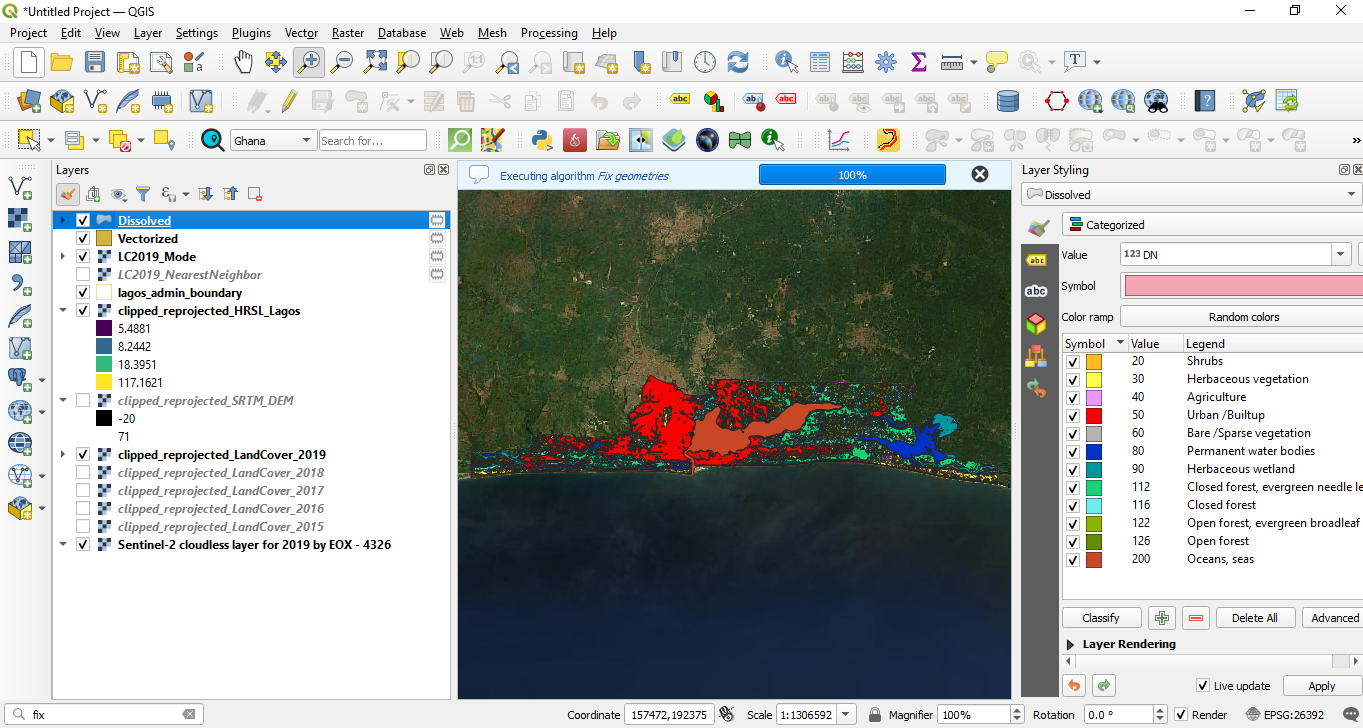 *Untitled Project — QGIS
Project Edit View Layer Settings Plugins Vector Raster Database Web Mesh Processing Help
abc abc abc
Ghana Search for...
Layers
Dissolved
Vectorized
LC2019_Mode
LC2019_NearestNeighbor
lagos_admin_boundary
clipped_reprojected_HRSL_Lagos
5.4881
8.2442
18.3951
117.1621
clipped_reprojected_SRTM_DEM
-20
71
clipped_reprojected_LandCover_2019
clipped_reprojected_LandCover_2018
clipped_reprojected_LandCover_2017
clipped_reprojected_LandCover_2016
clipped_reprojected_LandCover_2015
Sentinel-2 cloudless layer for 2019 by EOX - 4326
Executing algorithm Fix geometries 100%
Layer Styling
Dissolved
Categorized
abc
abc
Value 123 DN
Symbol
Color ramp Random colors
Symbol Value Legend
20 Shrubs
30 Herbaceous vegetation
40 Agriculture
50 Urban /Builtup
60 Bare /Sparse vegetation
80 Permanent water bodies
90 Herbaceous wetland
112 Closed forest, evergreen needle le
116 Closed forest
122 Open forest, evergreen broadleaf
126 Open forest
200 Oceans, seas
Classify Delete All Advanced
Layer Rendering
Live update Apply
fix Coordinate 157472,192375 Scale 1:1306592 Magnifier 100% Rotation 0.0 ° Render EPSG:26392